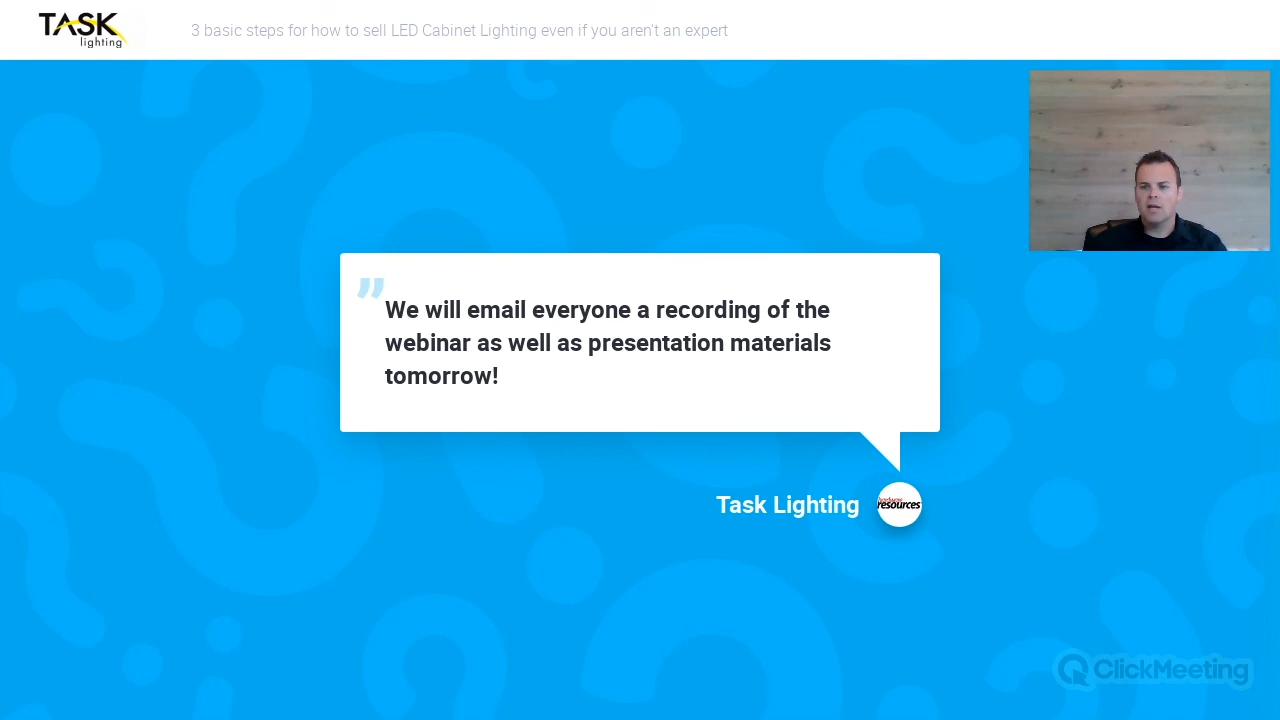 TASK
lighting
3 basic steps for how to sell LED Cabinet Lighting even if you aren't an expert
We will email everyone a recording of the
webinar as well as presentation materials
tomorrow!
Task Lighting
hardware
resources
ClickMeeting